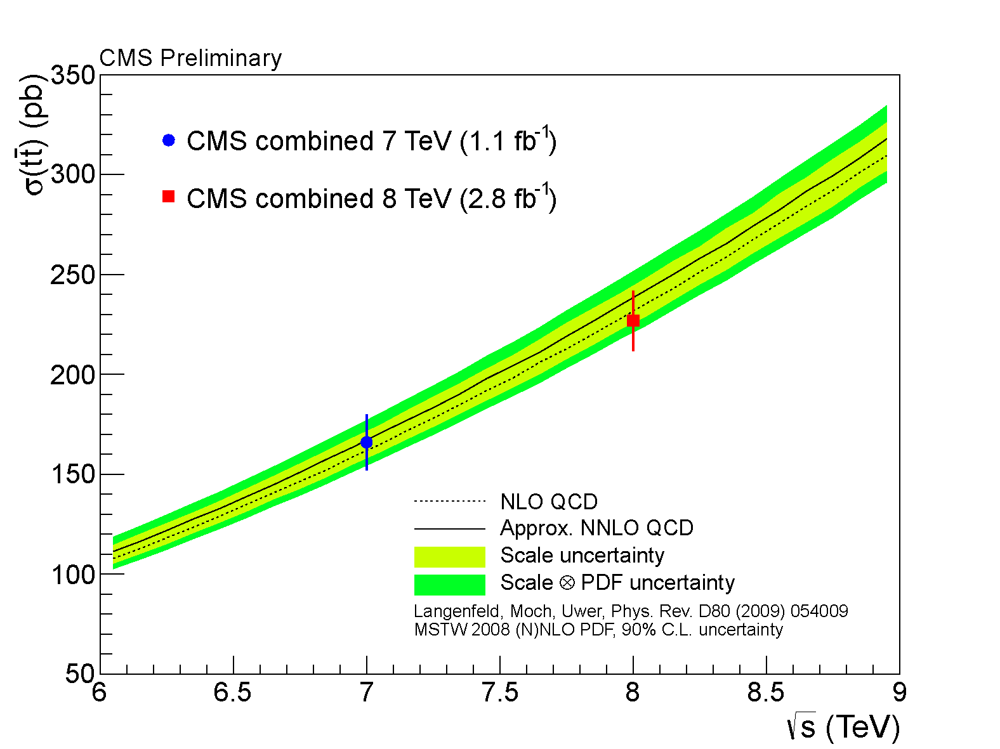 CMS Preliminary
σ(tt̄) (pb)
350
300
250
200
150
100
50
CMS combined 7 TeV (1.1 fb⁻¹)
CMS combined 8 TeV (2.8 fb⁻¹)
NLO QCD
Approx. NNLO QCD
Scale uncertainty
Scale ⊗ PDF uncertainty
Langenfeld, Moch, Uwer, Phys. Rev. D80 (2009) 054009
MSTW 2008 (N)NLO PDF, 90% C.L. uncertainty
6 6.5 7 7.5 8 8.5 9
√s (TeV)